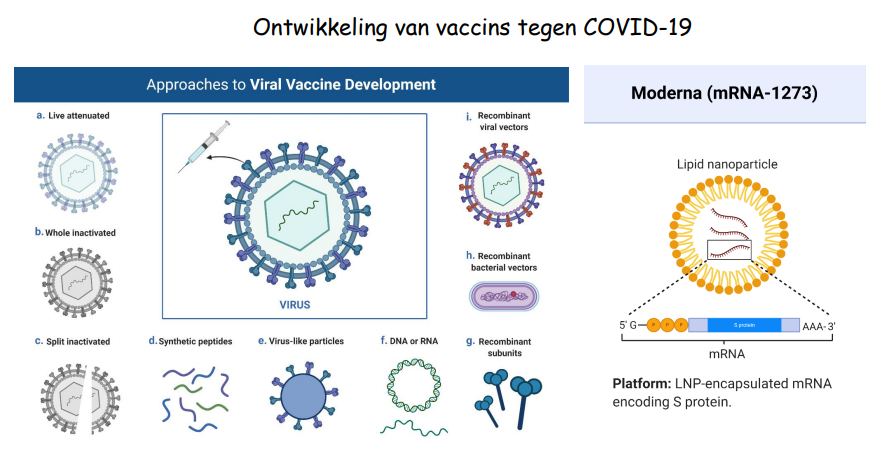 Ontwikkeling van vaccins tegen COVID-19
Approaches to Viral Vaccine Development
a. Live attenuated
b. Whole inactivated
c. Split inactivated
d. Synthetic peptides
e. Virus-like particles
f. DNA or RNA
g. Recombinant
subunits
h. Recombinant
bacterial vectors
i. Recombinant
viral vectors
VIRUS
Moderna (mRNA-1273)
Lipid nanoparticle
5' G P P P S protein AAA-3'
mRNA
Platform: LNP-encapsulated mRNA
encoding S protein.